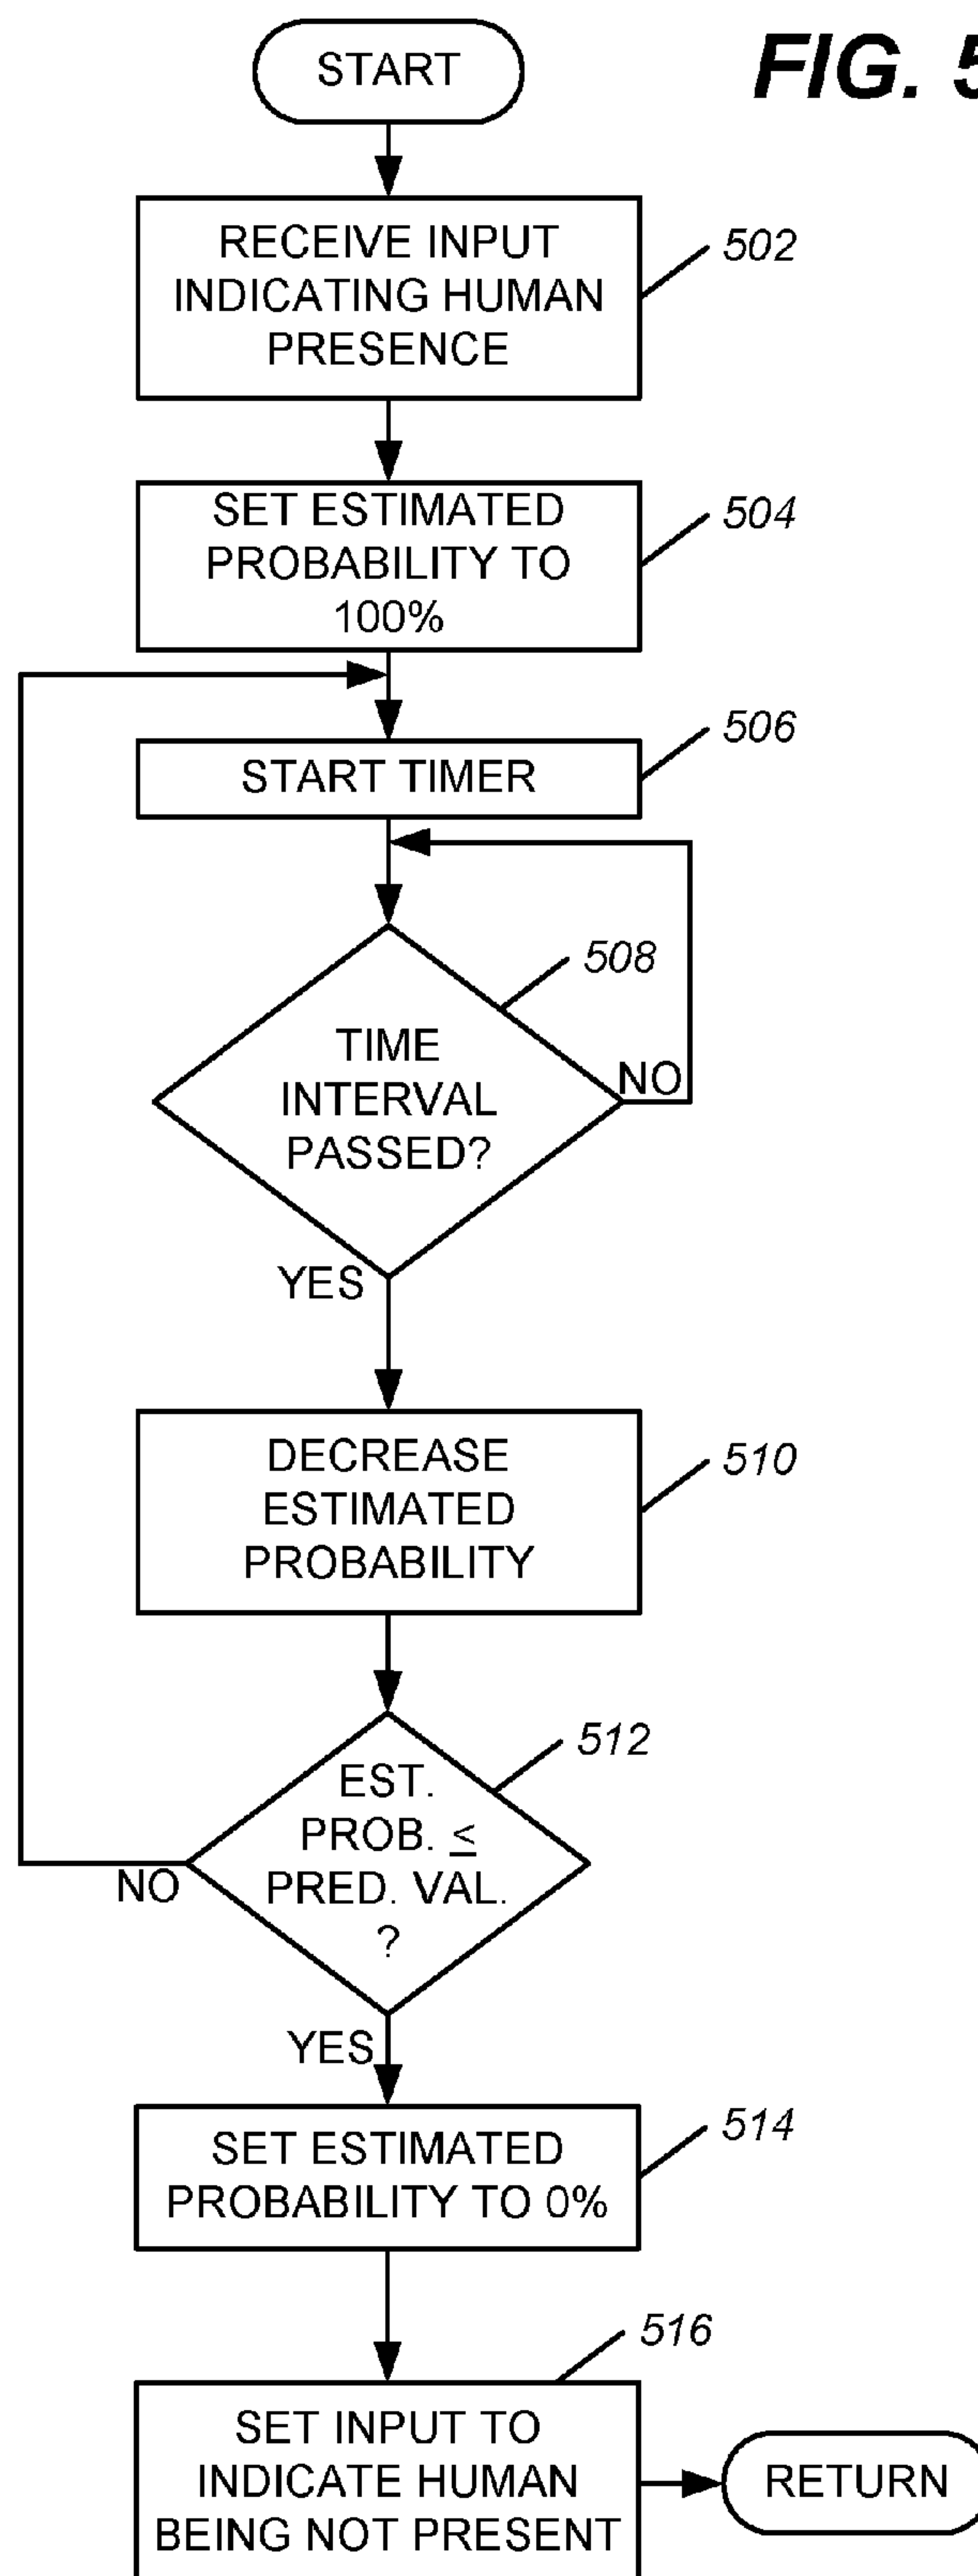 START
FIG. 5
RECEIVE INPUT
INDICATING HUMAN
PRESENCE
502
SET ESTIMATED
PROBABILITY TO
100%
504
START TIMER
506
TIME
INTERVAL
PASSED?
508
NO
YES
DECREASE
ESTIMATED
PROBABILITY
510
EST.
PROB. ≤
PRED. VAL.
?
512
NO
YES
SET ESTIMATED
PROBABILITY TO 0%
514
SET INPUT TO
INDICATE HUMAN
BEING NOT PRESENT
516
RETURN